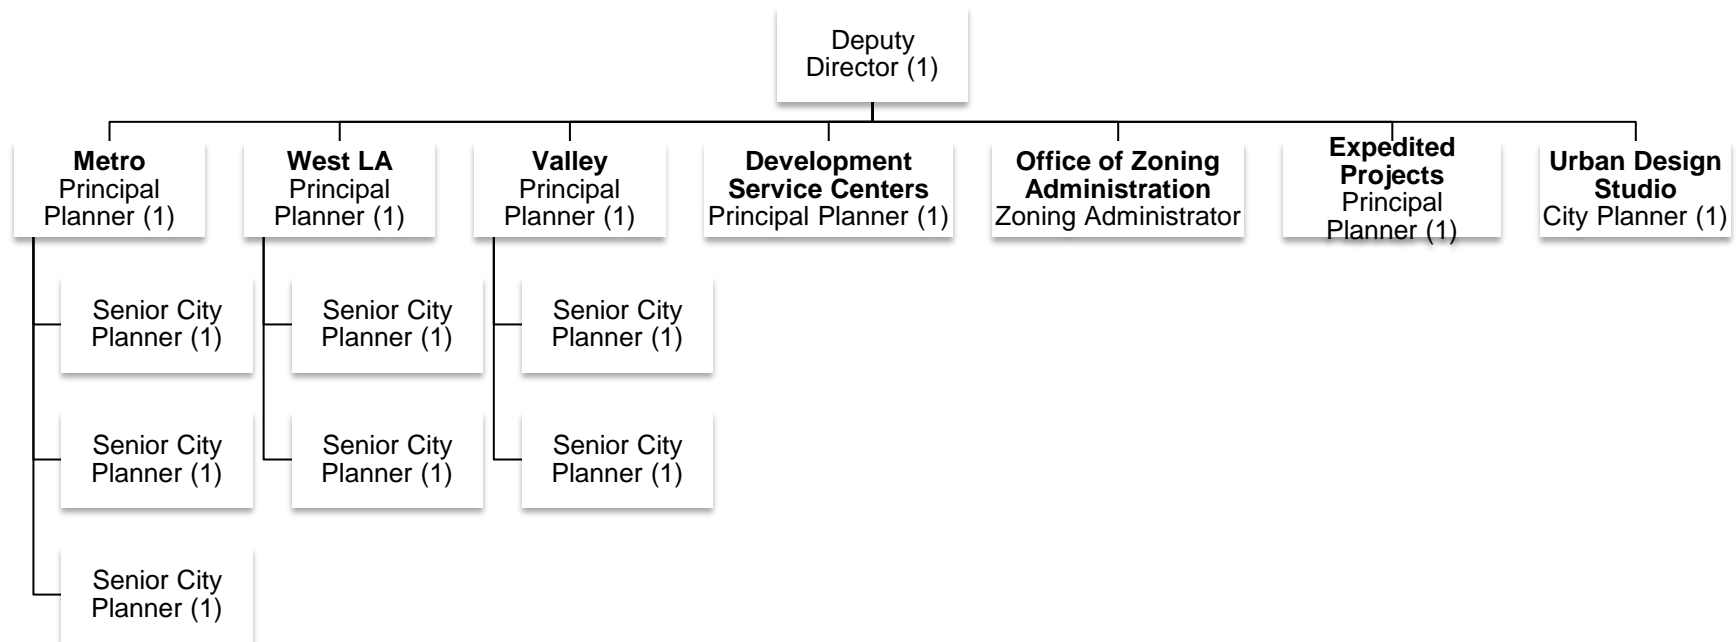 Deputy
Director (1)
Metro
Principal
Planner (1)
West LA
Principal
Planner (1)
Valley
Principal
Planner (1)
Development
Service Centers
Principal Planner (1)
Office of Zoning
Administration
Zoning Administrator
Expedited
Projects
Principal
Planner (1)
Urban Design
Studio
City Planner (1)
Senior City
Planner (1)
Senior City
Planner (1)
Senior City
Planner (1)
Senior City
Planner (1)
Senior City
Planner (1)
Senior City
Planner (1)
Senior City
Planner (1)